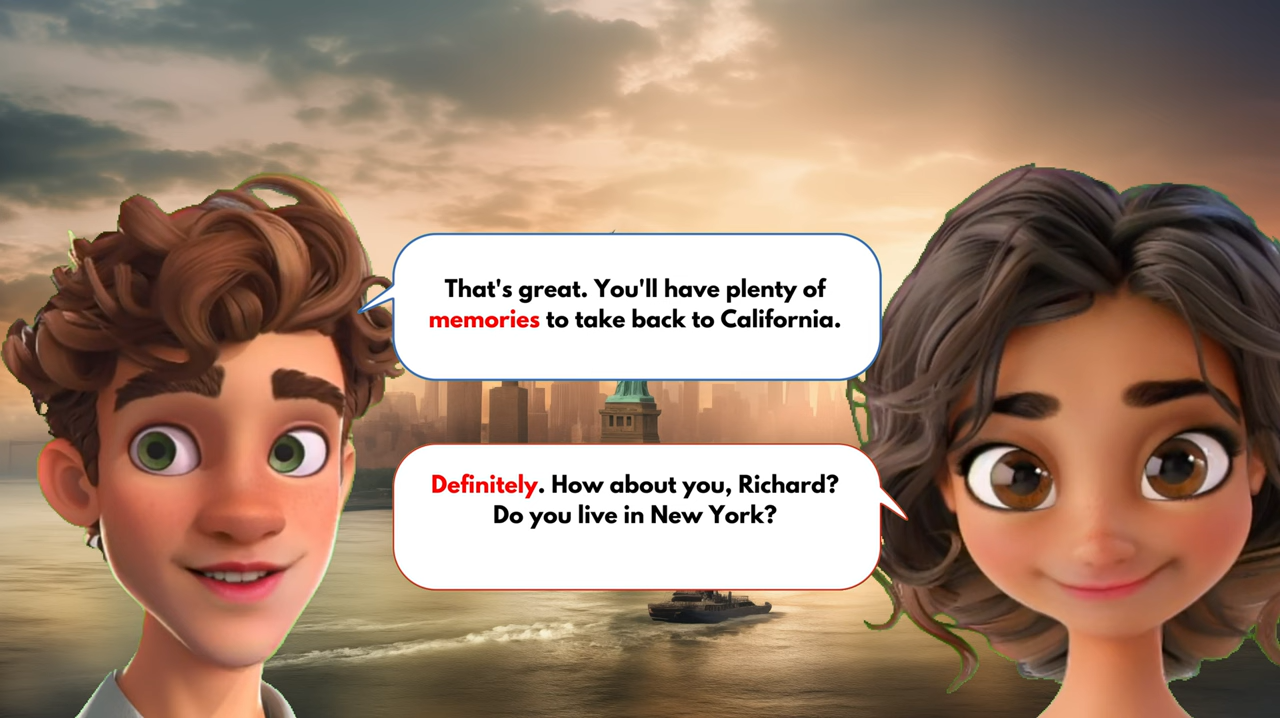 That's great. You'll have plenty of
memories to take back to California.
Definitely. How about you, Richard?
Do you live in New York?